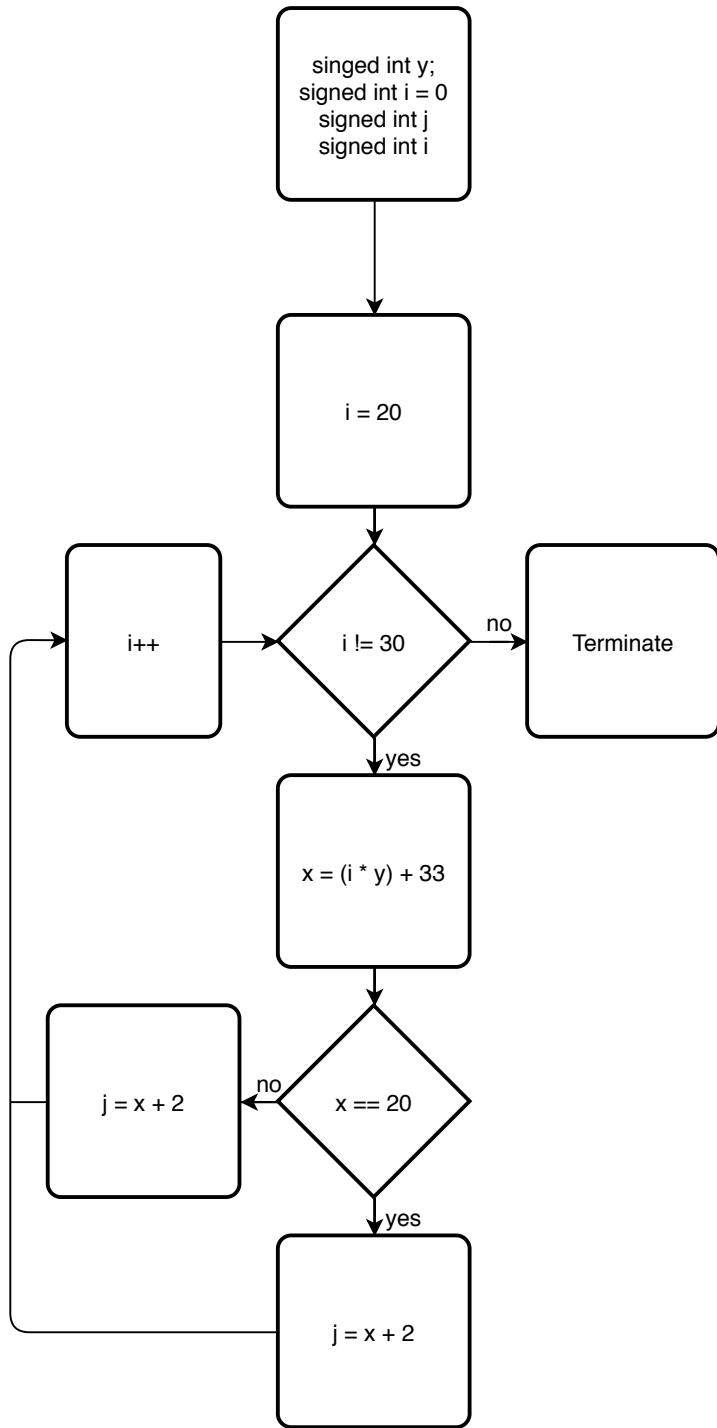 singed int y;
signed int i = 0
signed int j
signed int i
i = 20
i++
i != 30
no
Terminate
yes
x = (i * y) + 33
j = x + 2
no
x == 20
yes
j = x + 2